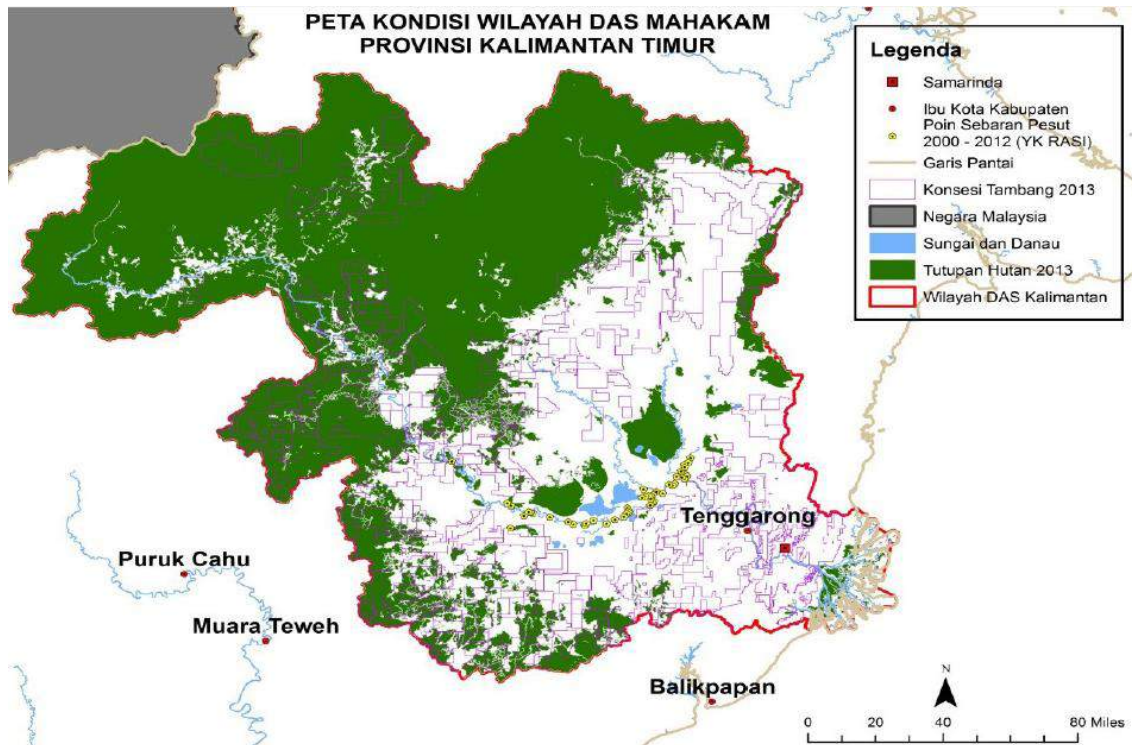 PETA KONDISI WILAYAH DAS MAHAKAM
PROVINSI KALIMANTAN TIMUR
Legenda
Samarinda
Ibu Kota Kabupaten
Poin Sebaran Pesut
2000 - 2012 (YK RASI)
Garis Pantai
Konsesi Tambang 2013
Negara Malaysia
Sungai dan Danau
Tutupan Hutan 2013
Wilayah DAS Kalimantan
Tenggarong
Puruk Cahu
Muara Teweh
Balikpapan
N
0 20 40 80 Miles